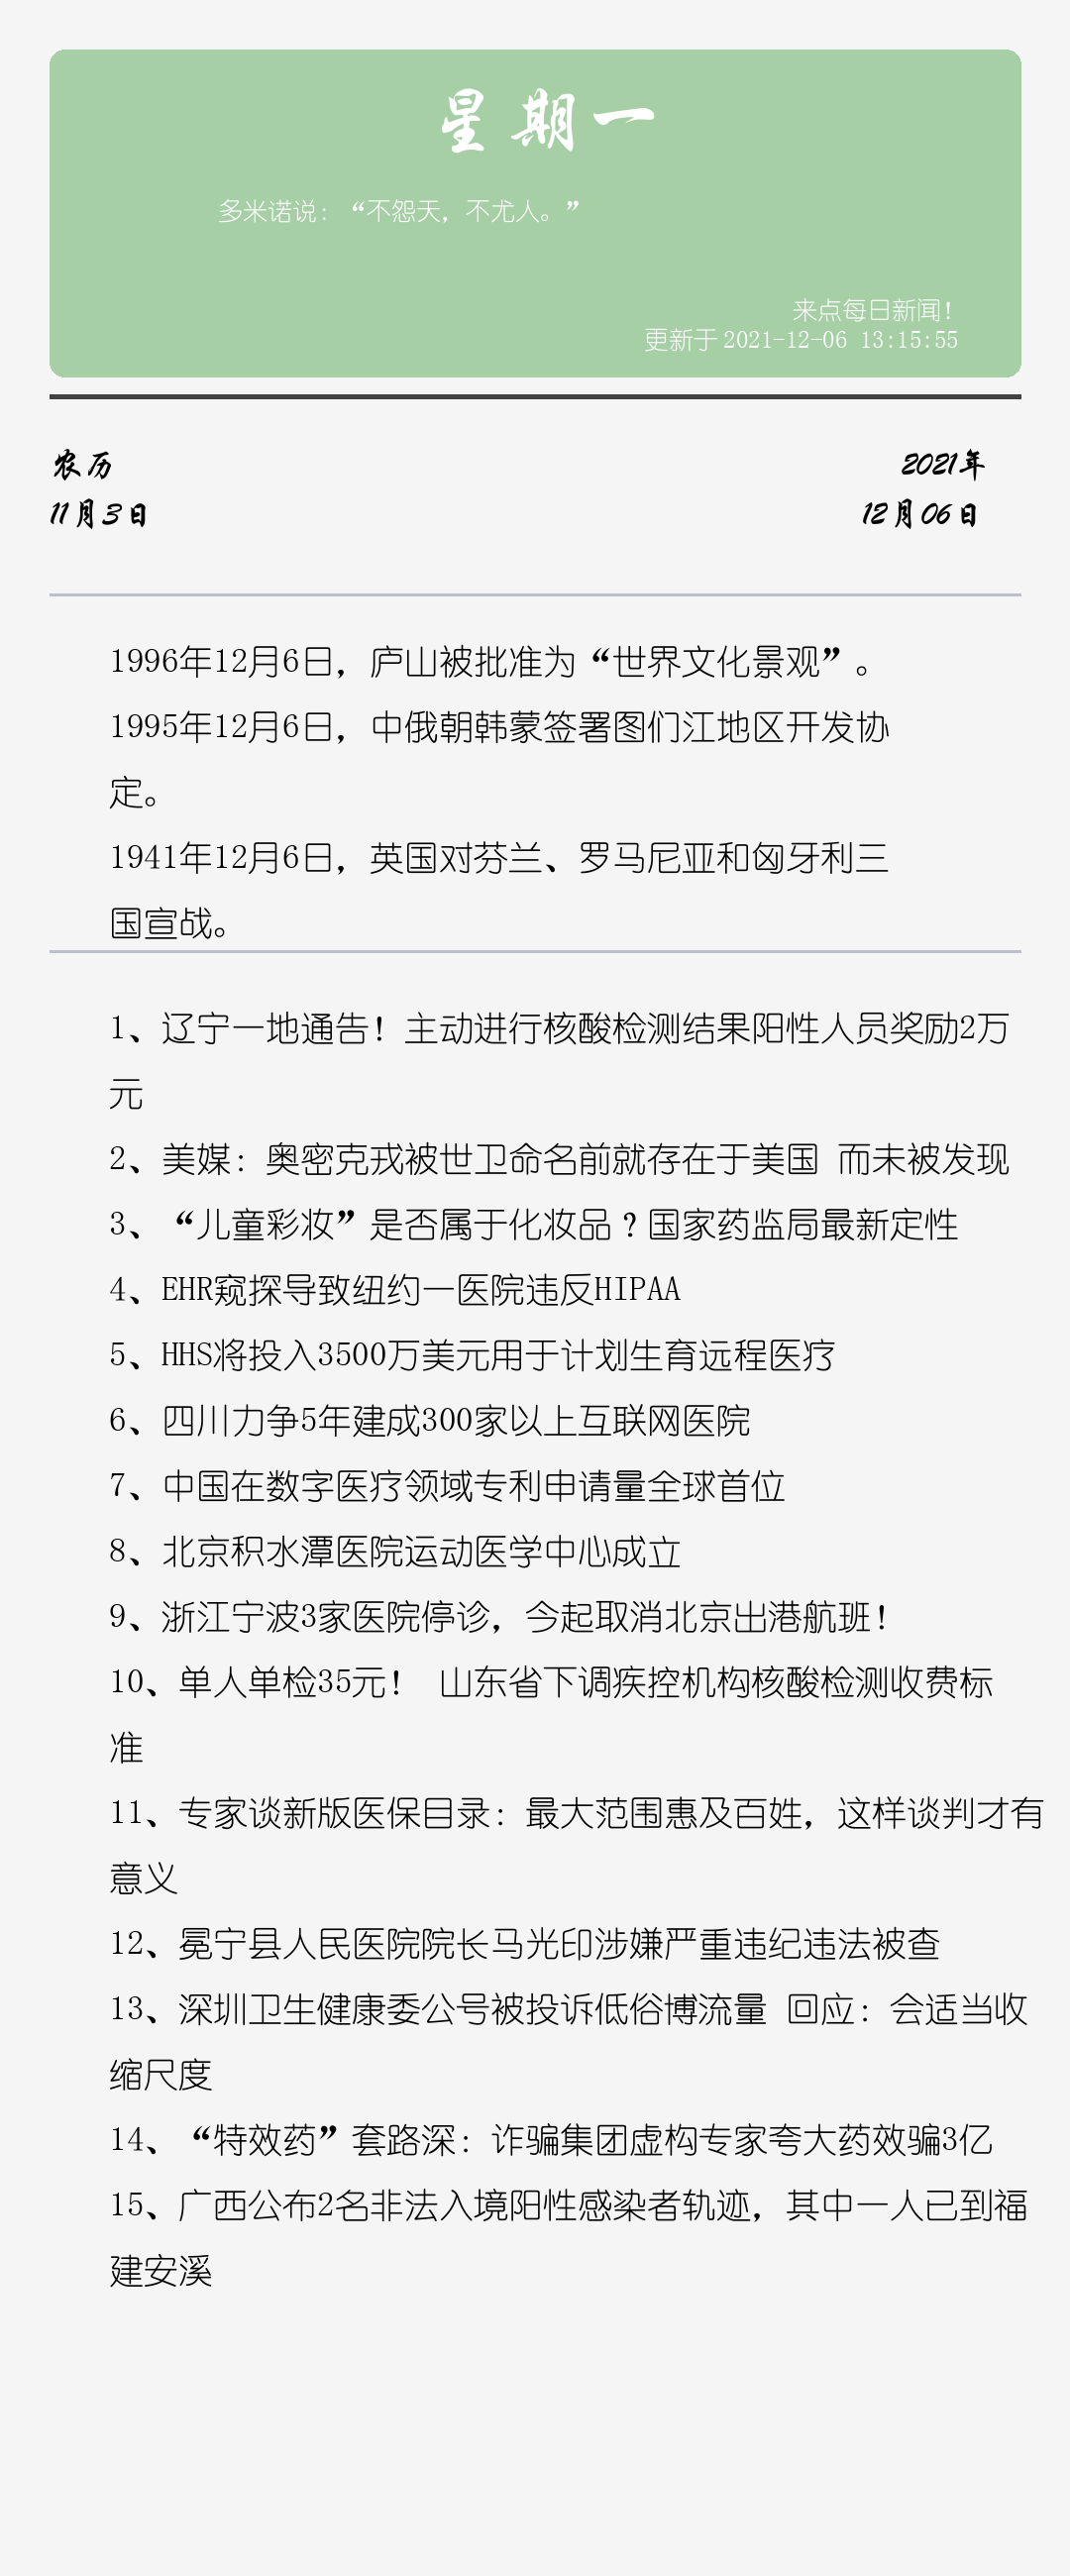 星期一
多米诺说：“不怨天，不尤人。”
来点每日新闻！
更新于 2021-12-06 13:15:55
农历
2021年
11月3日
12月06日
1996年12月6日，庐山被批准为“世界文化景观”。
1995年12月6日，中俄朝韩蒙签署图们江地区开发协
定。
1941年12月6日，英国对芬兰、罗马尼亚和匈牙利三
国宣战。
1、辽宁一地通告！主动进行核酸检测结果阳性人员奖励2万
元
2、美媒：奥密克戎被世卫命名前就存在于美国 而未被发现
3、“儿童彩妆”是否属于化妆品？国家药监局最新定性
4、EHR窥探导致纽约一医院违反HIPAA
5、HHS将投入3500万美元用于计划生育远程医疗
6、四川力争5年建成300家以上互联网医院
7、中国在数字医疗领域专利申请量全球首位
8、北京积水潭医院运动医学中心成立
9、浙江宁波3家医院停诊，今起取消北京出港航班！
10、单人单检35元！ 山东省下调疾控机构核酸检测收费标
准
11、专家谈新版医保目录：最大范围惠及百姓，这样谈判才有
意义
12、冕宁县人民医院院长马光印涉嫌严重违纪违法被查
13、深圳卫生健康委公号被投诉低俗博流量 回应：会适当收
缩尺度
14、“特效药”套路深：诈骗集团虚构专家夸大药效骗3亿
15、广西公布2名非法入境阳性感染者轨迹，其中一人已到福
建安溪